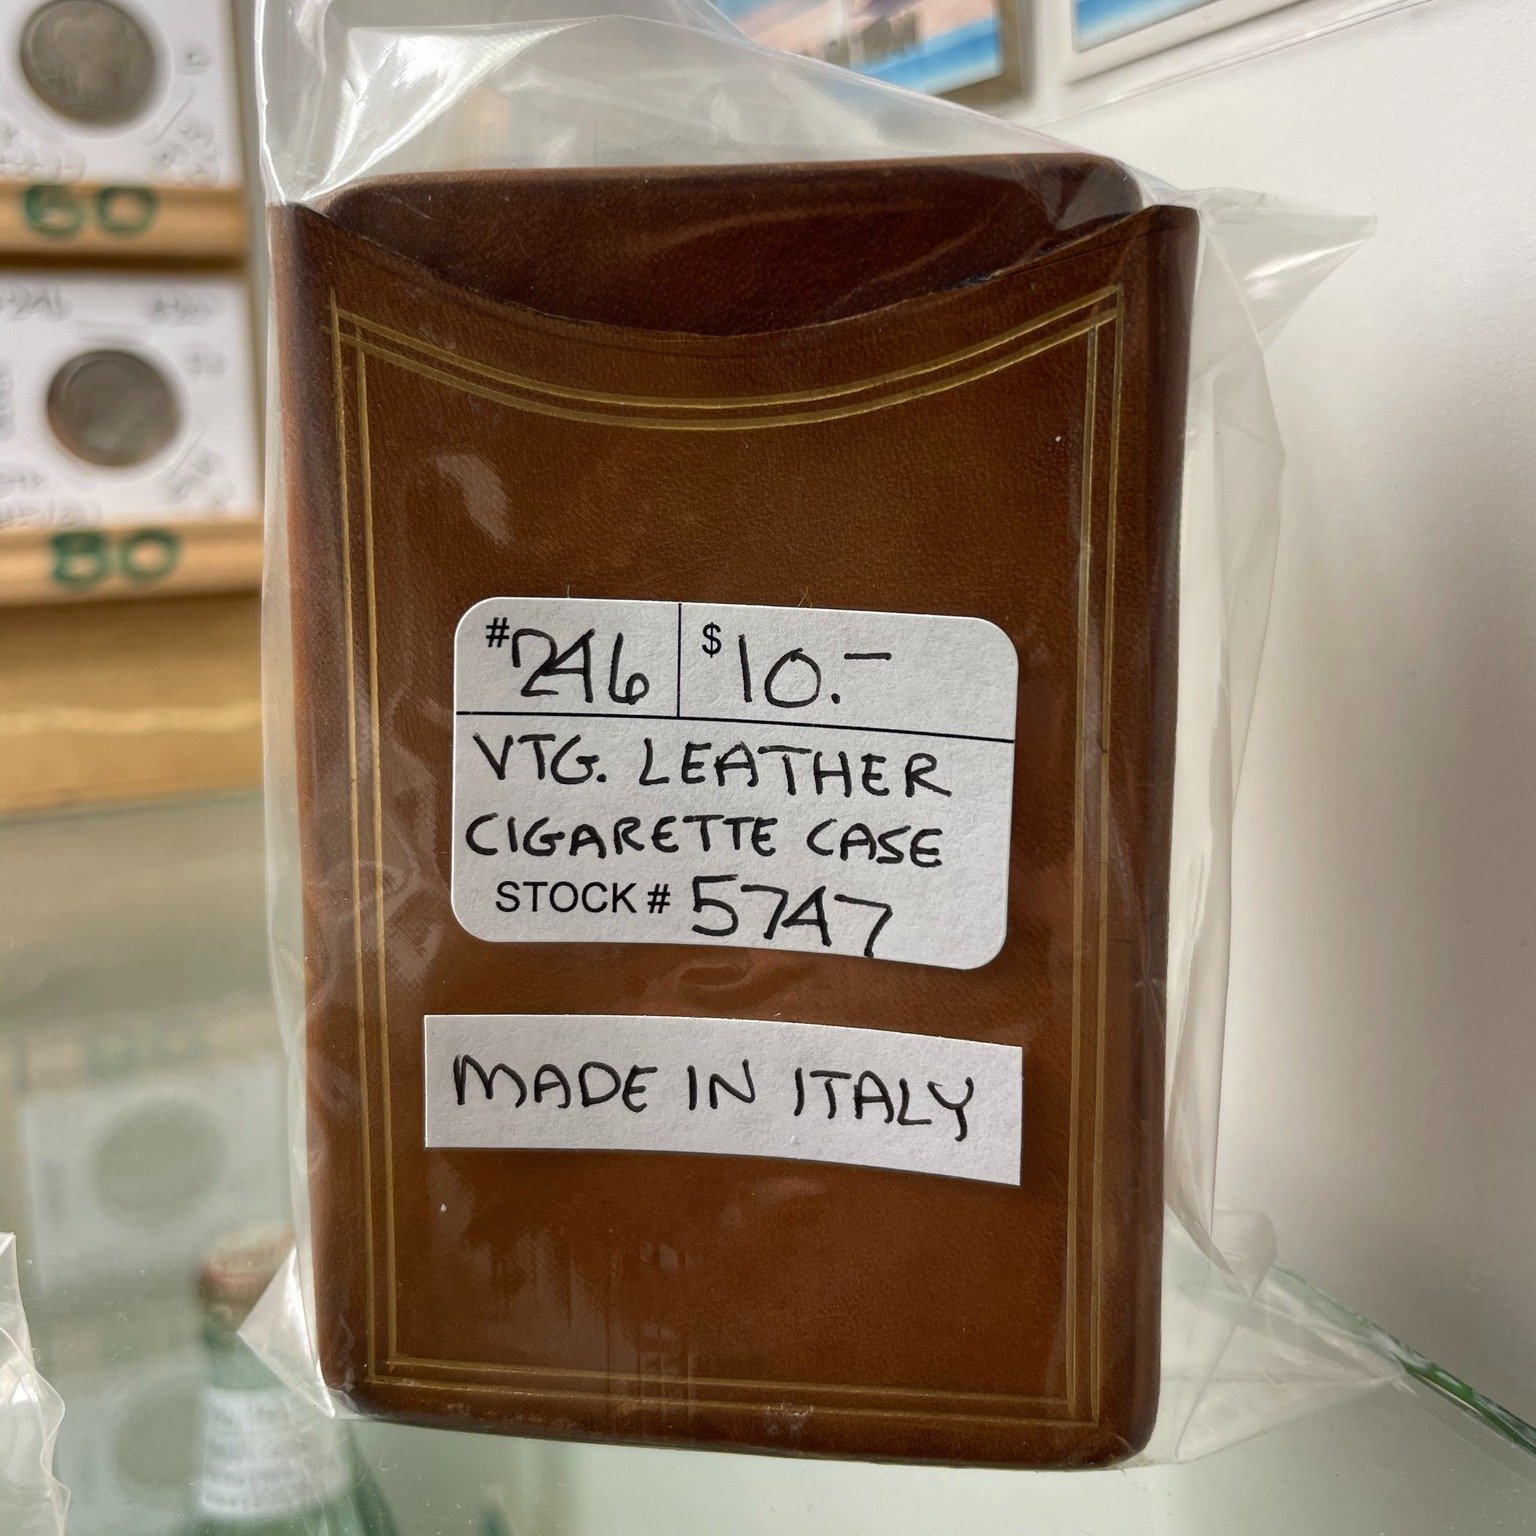 60
80
# 246 $ 10.–
VTG. LEATHER
CIGARETTE CASE
STOCK # 5747
MADE IN ITALY